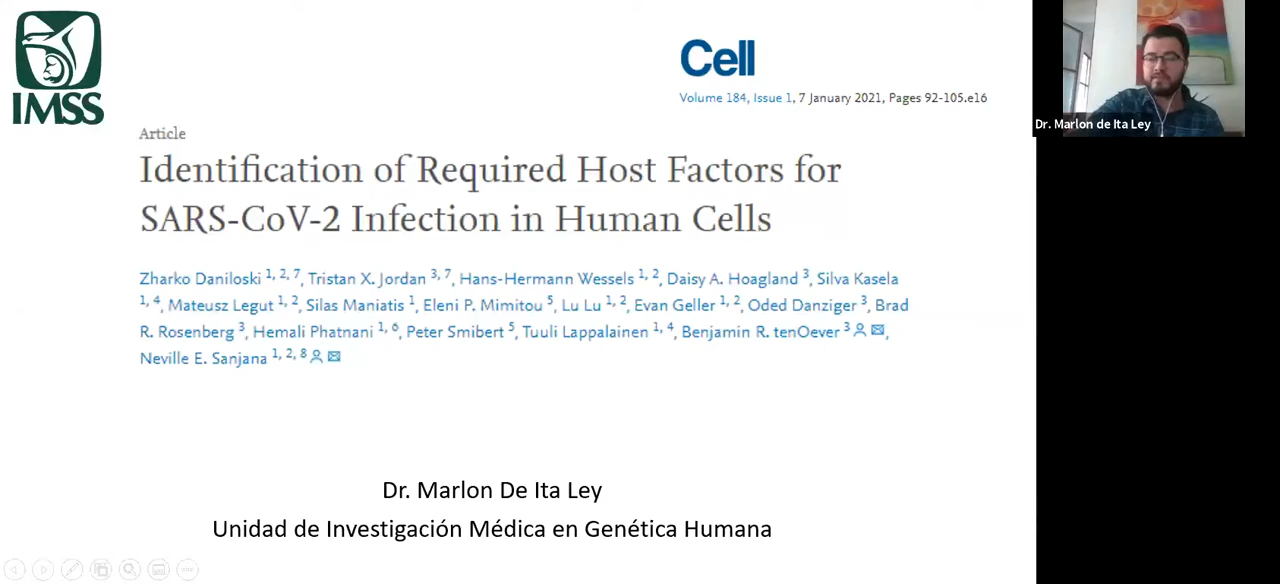 IMSS
Cell
Volume 184, Issue 1, 7 January 2021, Pages 92-105.e16
Article
Identification of Required Host Factors for
SARS-CoV-2 Infection in Human Cells
Zharko Daniloski 1, 2, 7, Tristan X. Jordan 3, 7, Hans-Hermann Wessels 1, 2, Daisy A. Hoagland 3, Silva Kasela
1, 4, Mateusz Legut 1, 2, Silas Maniatis 1, Eleni P. Mimitou 5, Lu Lu 1, 2, Evan Geller 1, 2, Oded Danziger 3, Brad
R. Rosenberg 3, Hemali Phatnani 1, 6, Peter Smibert 5, Tuuli Lappalainen 1, 4, Benjamin R. tenOever 3,
Neville E. Sanjana 1, 2, 8
Dr. Marlon De Ita Ley
Unidad de Investigación Médica en Genética Humana
Dr. Marlon de Ita Ley